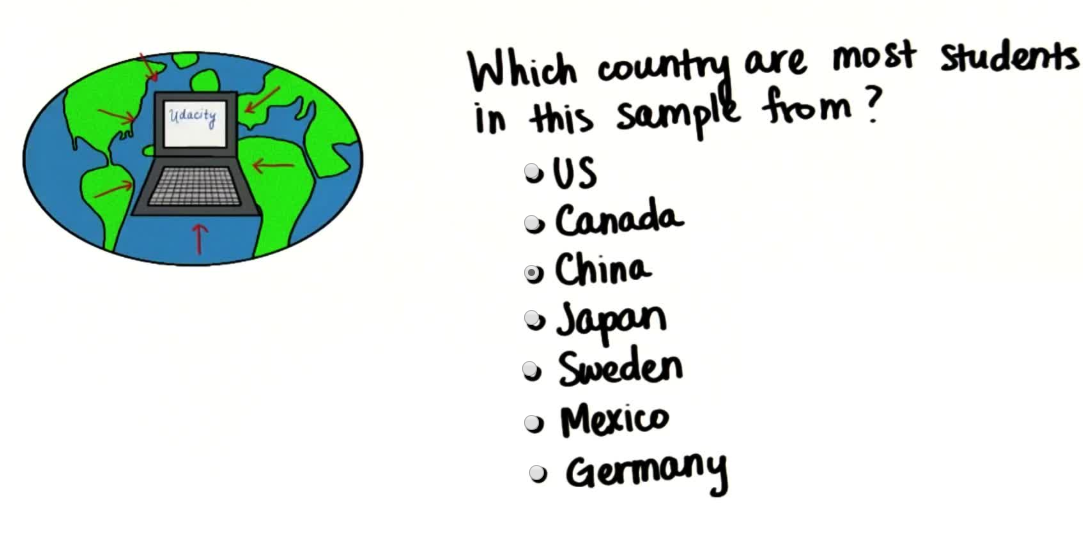 Udacity
Which country are most students
in this sample from?
US
Canada
China
Japan
Sweden
Mexico
Germany